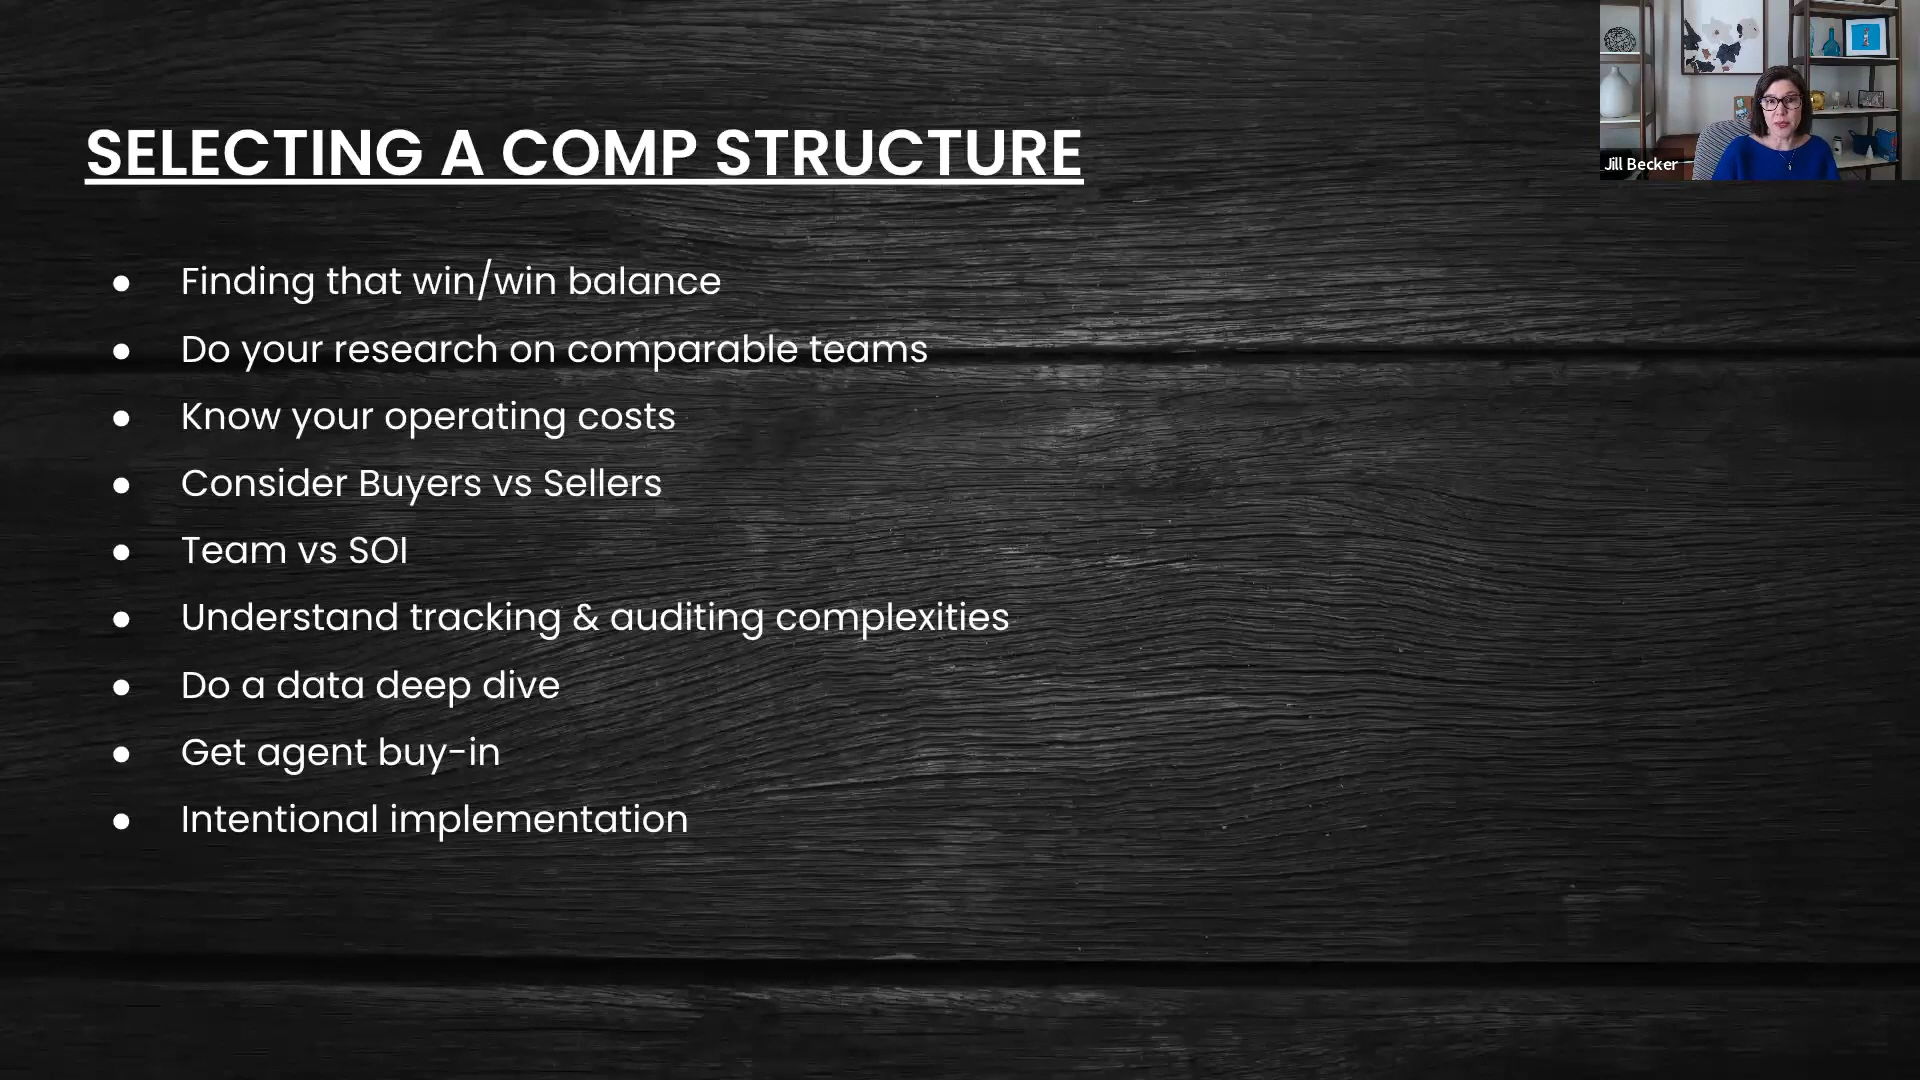 SELECTING A COMP STRUCTURE
● Finding that win/win balance
● Do your research on comparable teams
● Know your operating costs
● Consider Buyers vs Sellers
● Team vs SOI
● Understand tracking & auditing complexities
● Do a data deep dive
● Get agent buy-in
● Intentional implementation
Jill Becker